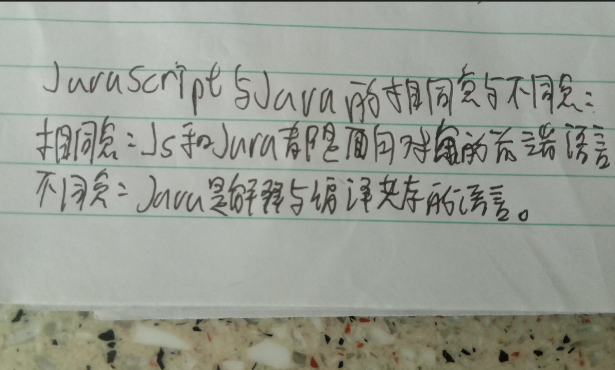 JavaScript与Java的相同点与不同点：
相同点：Js和Java都是面向对象的前端语言
不同点：Java是解释与编译共存的语言。